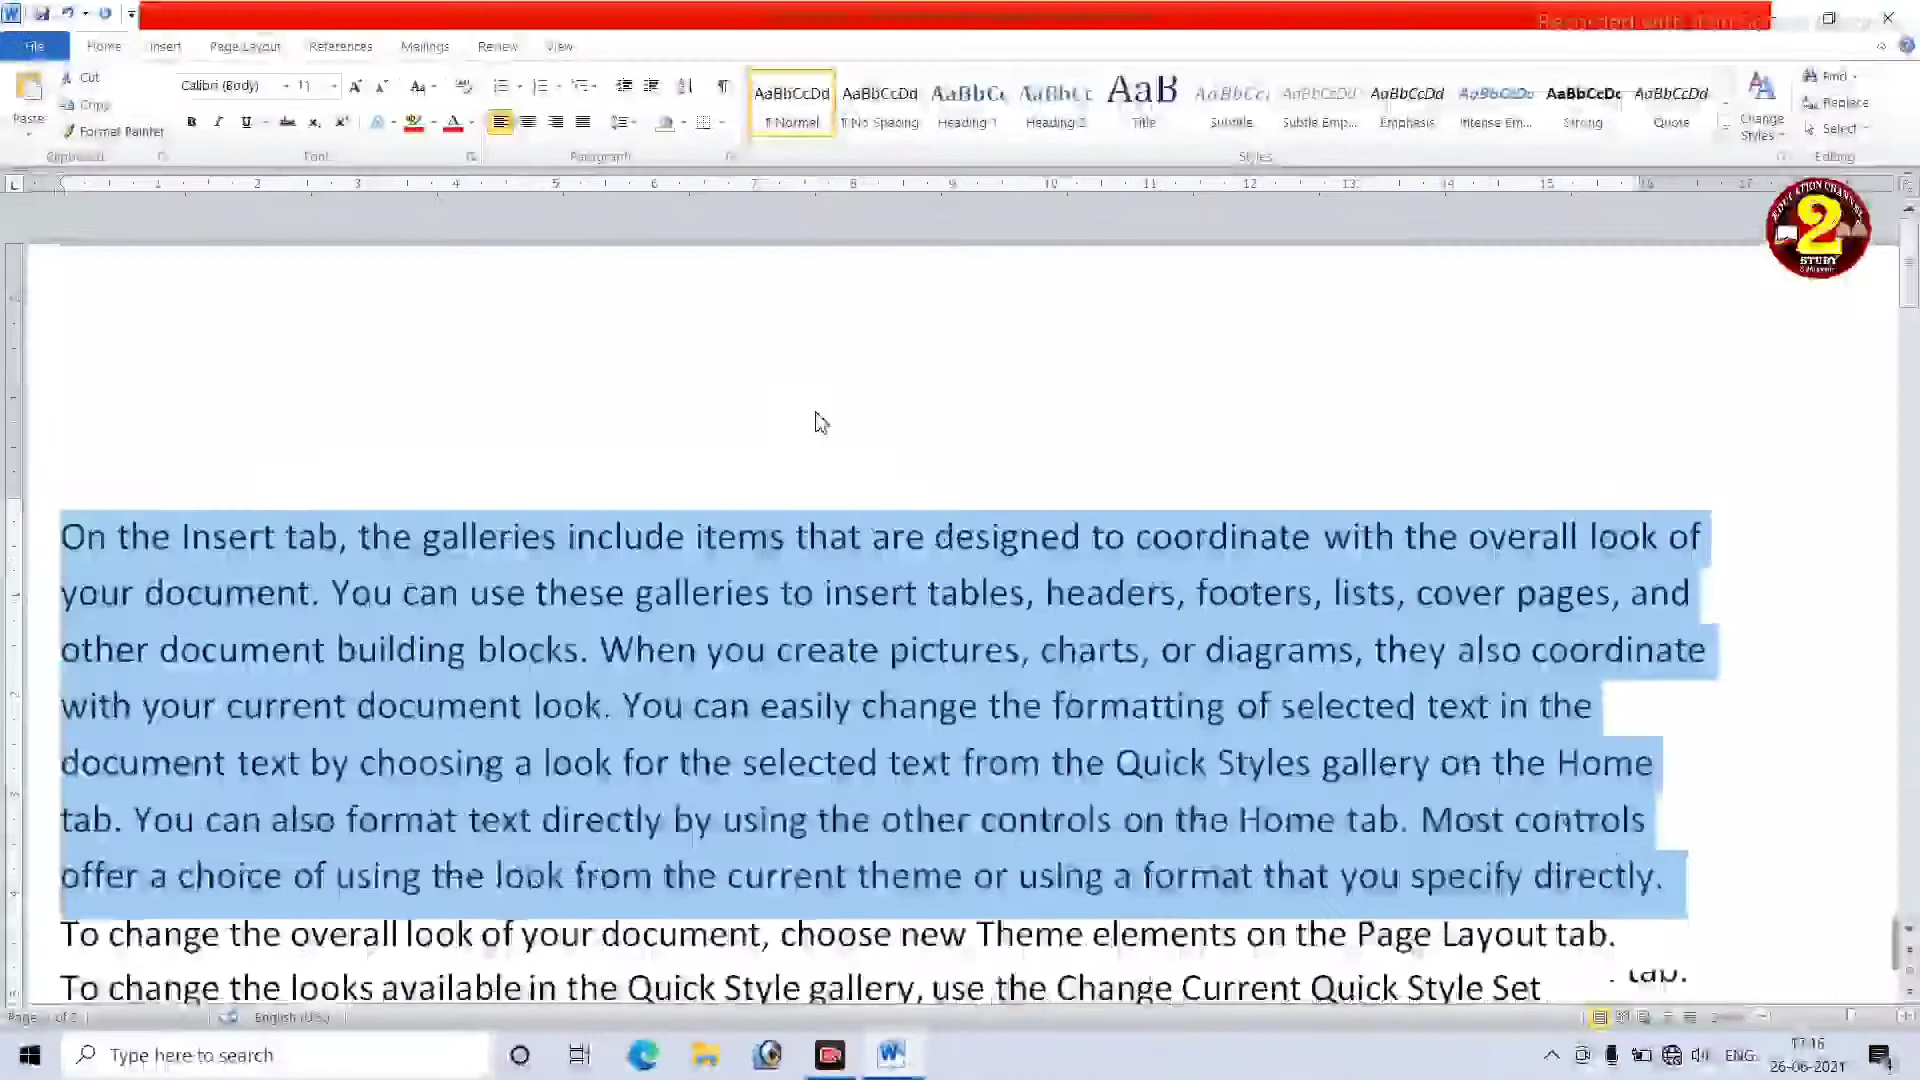 File Home Insert Page Layout References Mailings Review View
Paste
Cut
Copy
Format Painter
Clipboard
Calibri (Body) 11
Font
Paragraph
AaBbCcDd AaBbCcDd AaBbCc AaBbCc AaB AaBbCc AaBbCcDd AaBbCcDd AaBbCcDd AaBbCcDd AaBbCcDd
¶ Normal ¶ No Spacing Heading 1 Heading 2 Title Subtitle Subtle Emp... Emphasis Intense Em... Strong Quote
Styles
Change Styles
Find
Replace
Select
Editing
EDUCATION CHANNEL
2
STUDY
On the Insert tab, the galleries include items that are designed to coordinate with the overall look of
your document. You can use these galleries to insert tables, headers, footers, lists, cover pages, and
other document building blocks. When you create pictures, charts, or diagrams, they also coordinate
with your current document look. You can easily change the formatting of selected text in the
document text by choosing a look for the selected text from the Quick Styles gallery on the Home
tab. You can also format text directly by using the other controls on the Home tab. Most controls
offer a choice of using the look from the current theme or using a format that you specify directly.
To change the overall look of your document, choose new Theme elements on the Page Layout tab.
To change the looks available in the Quick Style gallery, use the Change Current Quick Style Set
tab.
English (U.S.)
Type here to search
ENG
17:16
26-06-2021